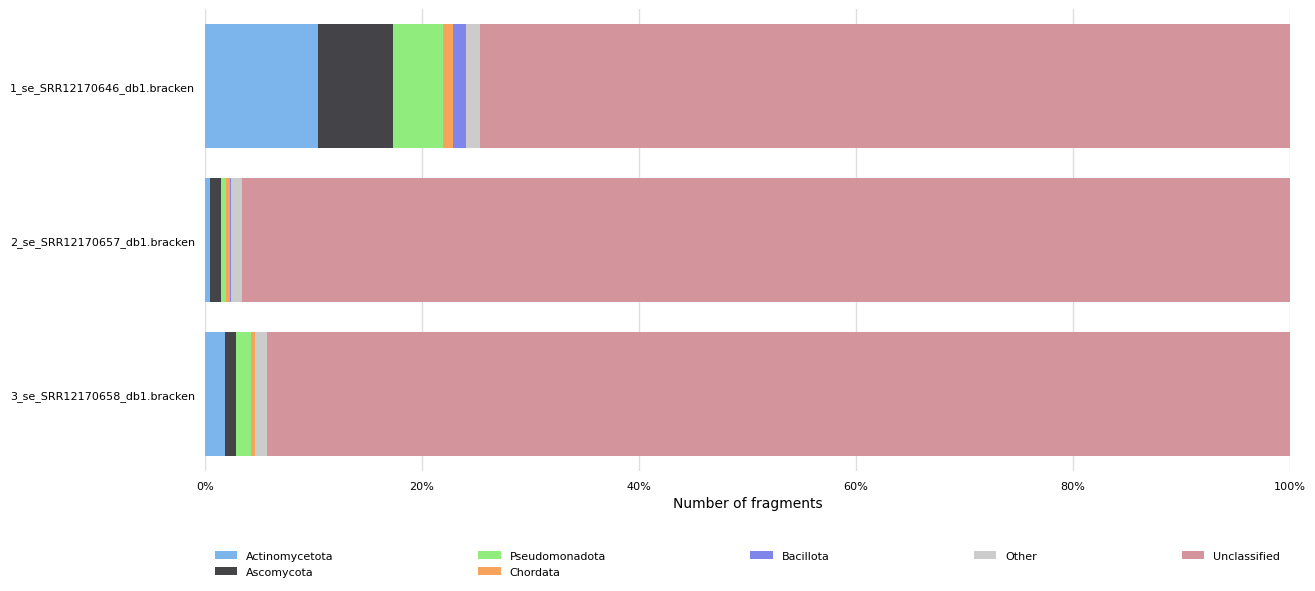 1_se_SRR12170646_db1.bracken
2_se_SRR12170657_db1.bracken
3_se_SRR12170658_db1.bracken
0% 20% 40% 60% 80% 100%
Number of fragments
Actinomycetota Pseudomonadota Bacillota Other Unclassified
Ascomycota Chordata